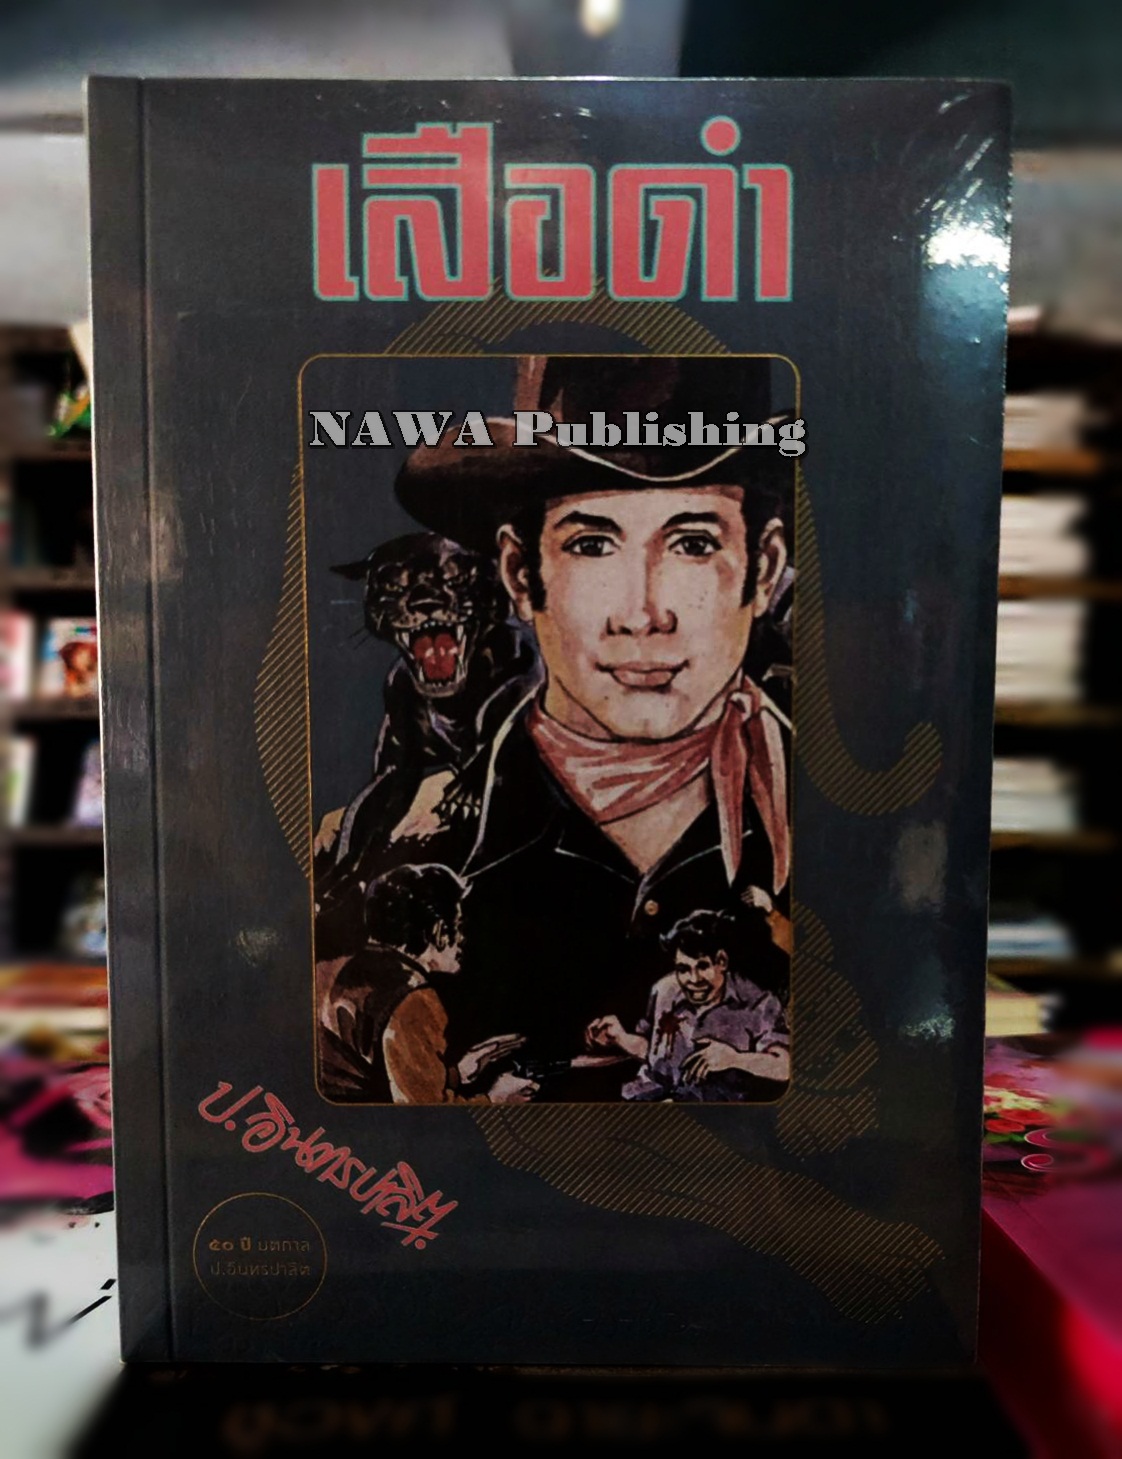 เสือดำ
NAWA Publishing
ป.อินทรปาลิต
๕๐ ปี มตกาล
ป.อินทรปาลิต